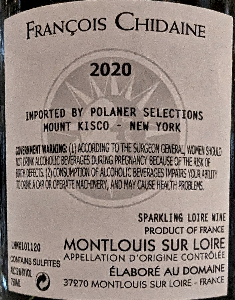 FRANÇOIS CHIDAINE
2020
IMPORTED BY POLANER SELECTIONS
MOUNT KISCO - NEW YORK
GOVERNMENT WARNING: (1) ACCORDING TO THE SURGEON GENERAL, WOMEN SHOULD
NOT DRINK ALCOHOLIC BEVERAGES DURING PREGNANCY BECAUSE OF THE RISK OF
BIRTH DEFECTS. (2) CONSUMPTION OF ALCOHOLIC BEVERAGES IMPAIRS YOUR ABILITY
TO DRIVE A CAR OR OPERATE MACHINERY, AND MAY CAUSE HEALTH PROBLEMS.
SPARKLING LOIRE WINE
PRODUCT OF FRANCE
MONTLOUIS SUR LOIRE
APPELLATION D'ORIGINE CONTRÔLÉE
CONTAINS SULFITES
ÉLABORÉ AU DOMAINE
750ML
37270 MONTLOUIS SUR LOIRE - FRANCE